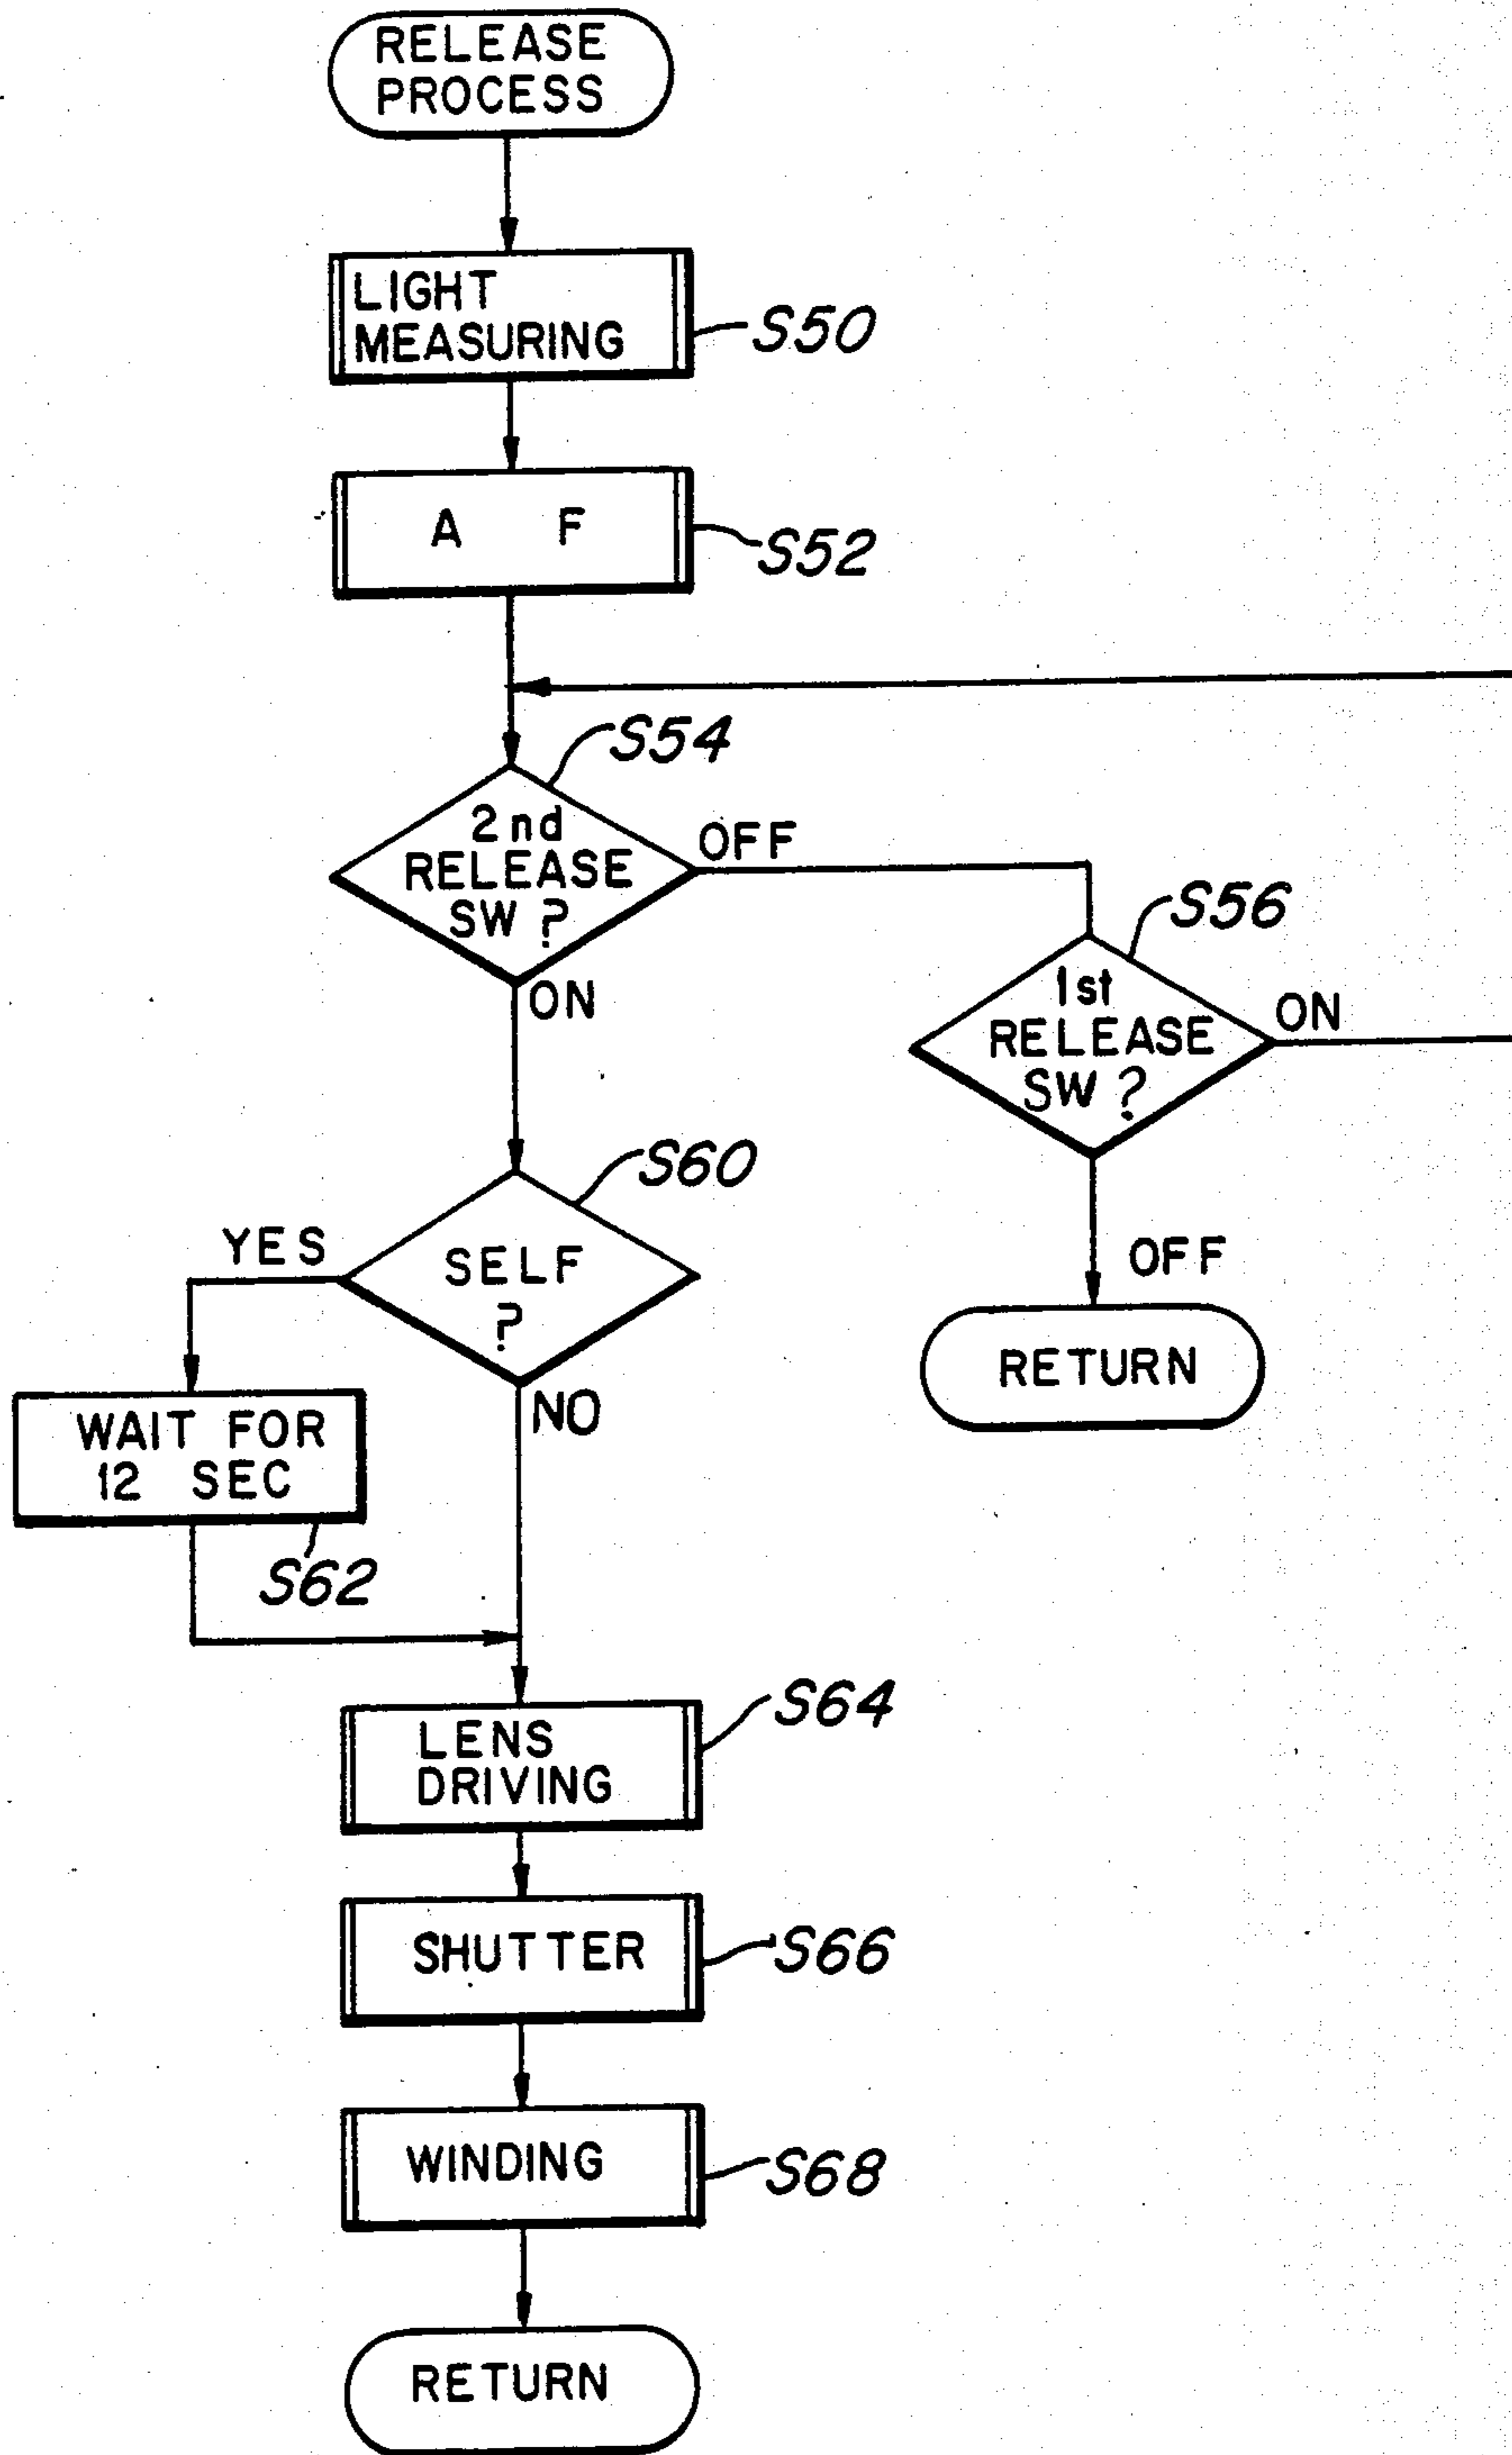 RELEASE
PROCESS
LIGHT
MEASURING
S50
A F
S52
S54
2nd
RELEASE
SW ?
OFF
ON
S56
1st
RELEASE
SW ?
ON
OFF
RETURN
S60
SELF
?
YES
NO
WAIT FOR
12 SEC
S62
LENS
DRIVING
S64
SHUTTER
S66
WINDING
S68
RETURN